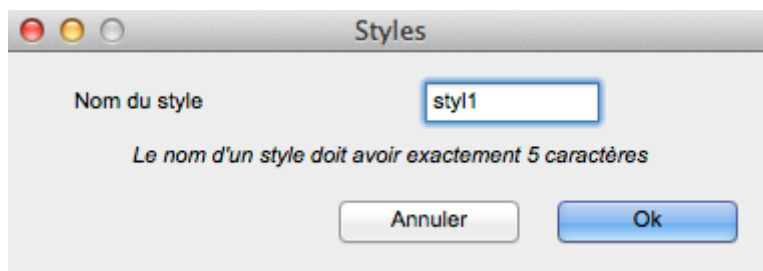 Styles
Nom du style styl1
Le nom d'un style doit avoir exactement 5 caractères
Annuler Ok